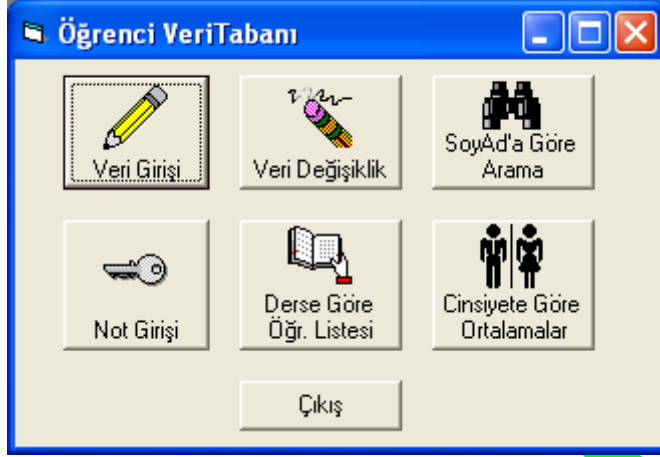 Öğrenci VeriTabanı
Veri Girişi
Veri Değişiklik
SoyAd'a Göre
Arama
Not Girişi
Derse Göre
Öğr. Listesi
Cinsiyete Göre
Ortalamalar
Çıkış